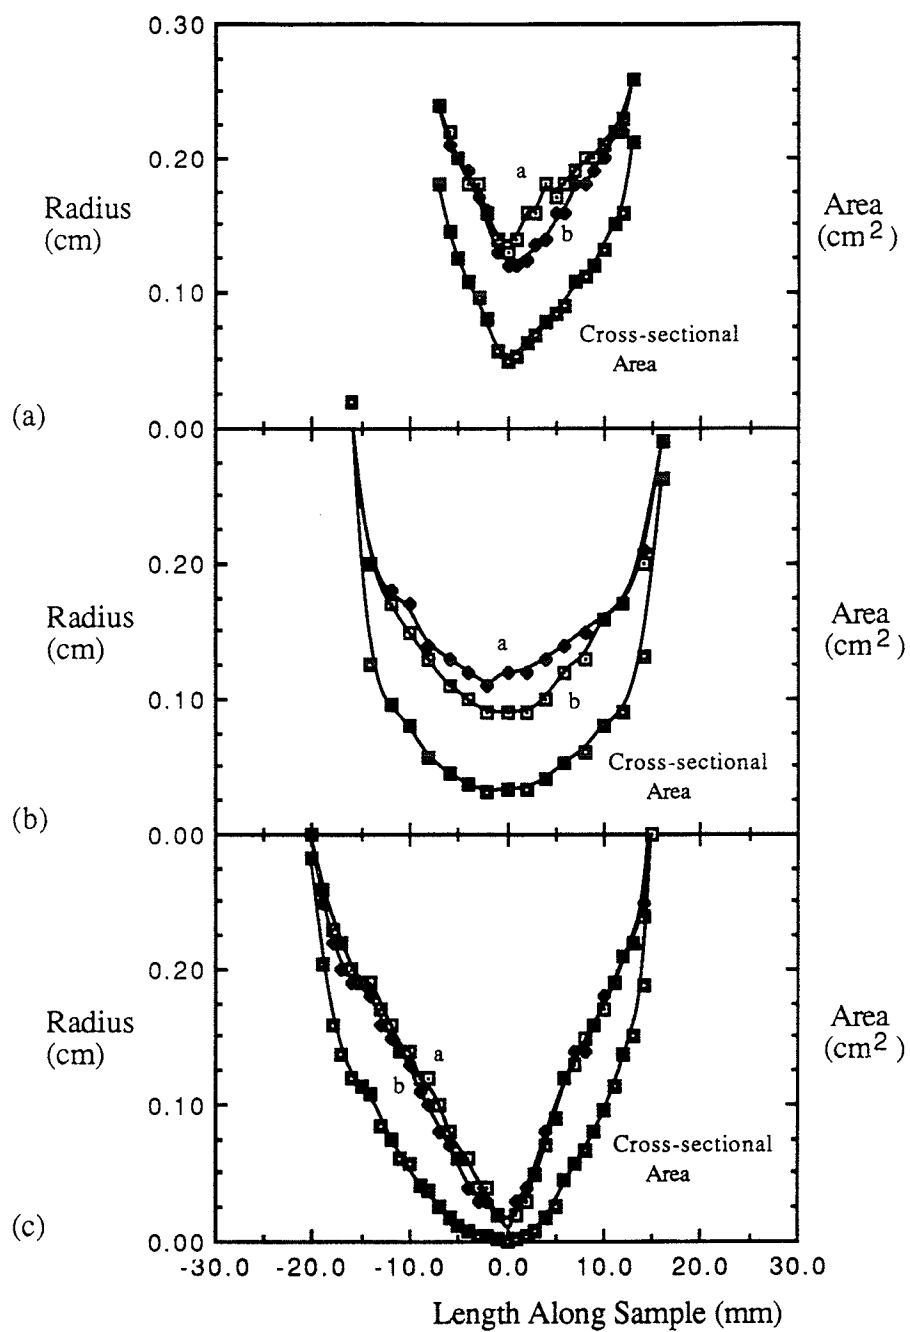 0.30
0.20
a
Radius
(cm)
Area
(cm2)
b
0.10
Cross-sectional
Area
(a)
0.00
0.20
Radius
(cm)
Area
(cm2)
a
0.10
b
Cross-sectional
Area
(b)
0.00
0.20
Radius
(cm)
Area
(cm2)
a
b
0.10
Cross-sectional
Area
(c)
0.00
-30.0 -20.0 -10.0 0.0 10.0 20.0 30.0
Length Along Sample (mm)